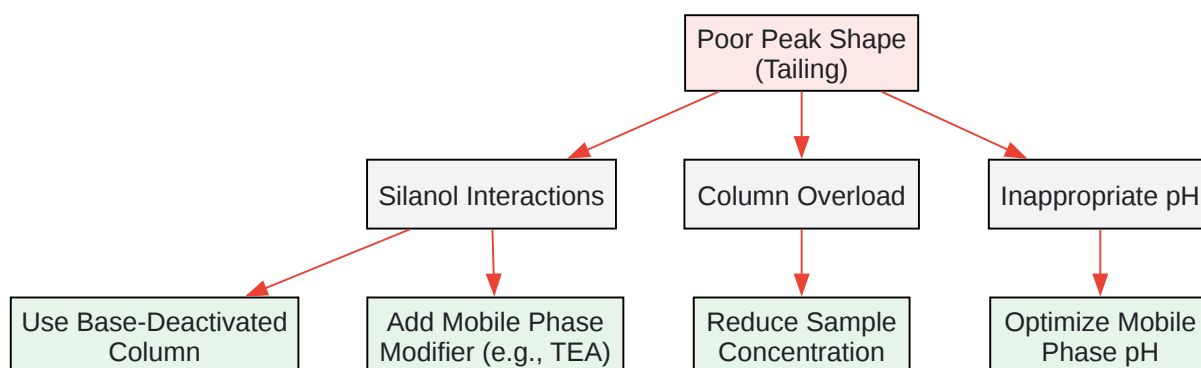 Poor Peak Shape
(Tailing)
Silanol Interactions
Column Overload
Inappropriate pH
Use Base-Deactivated
Column
Add Mobile Phase
Modifier (e.g., TEA)
Reduce Sample
Concentration
Optimize Mobile
Phase pH